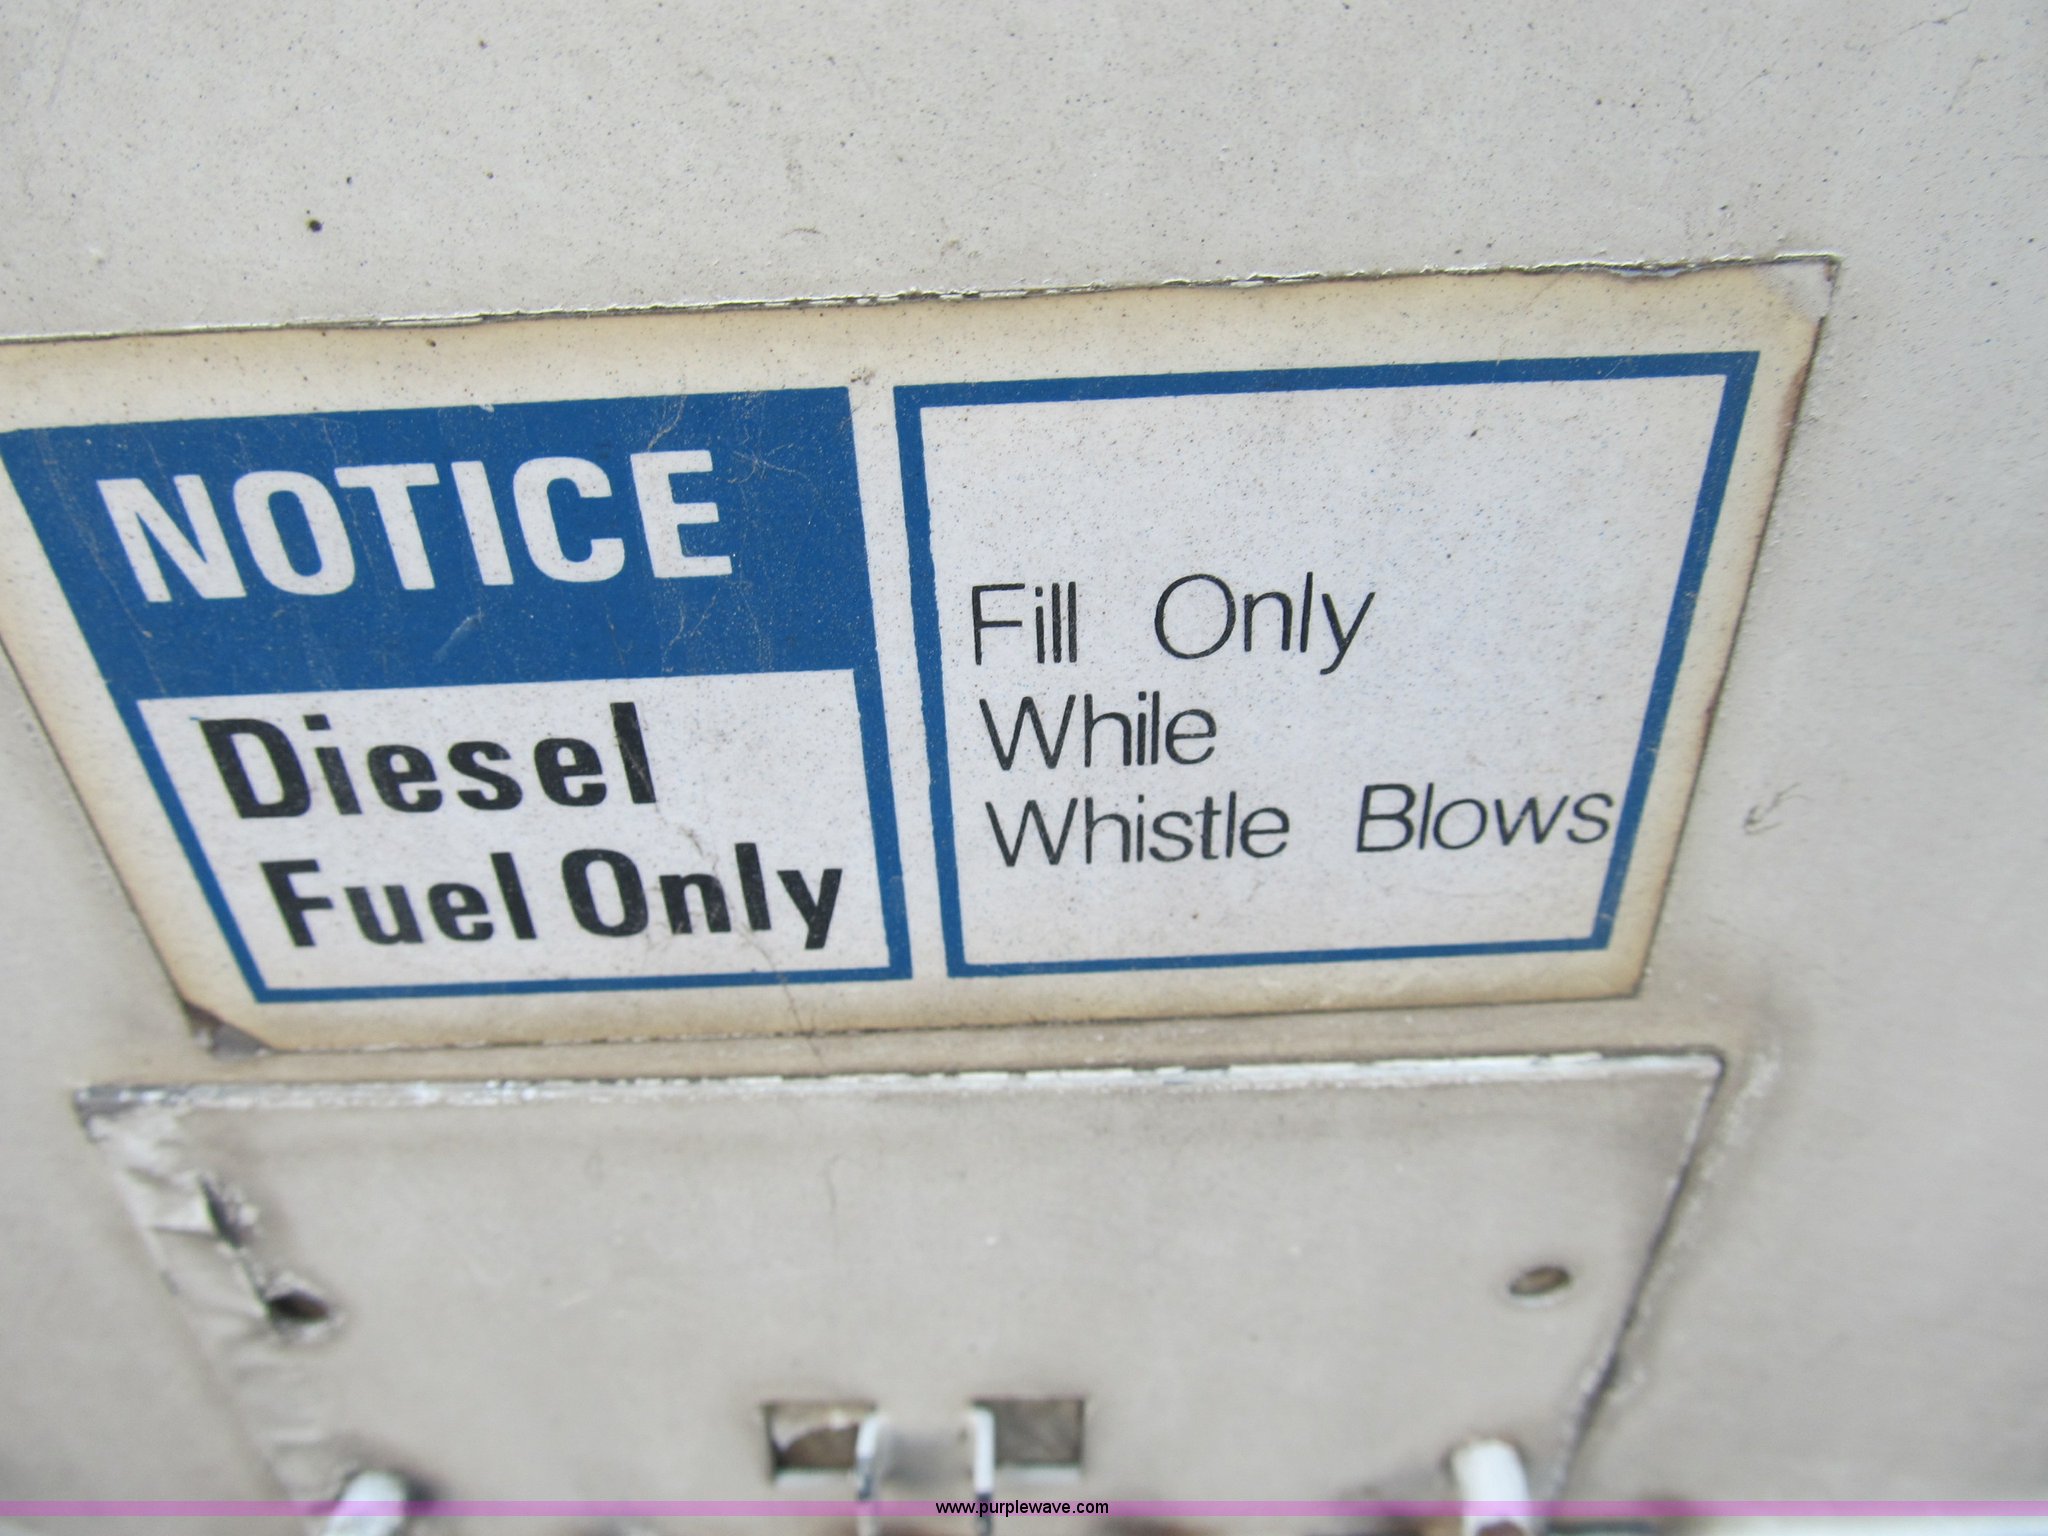 NOTICE
Diesel
Fuel Only
Fill Only
While
Whistle Blows
www.purplewave.com